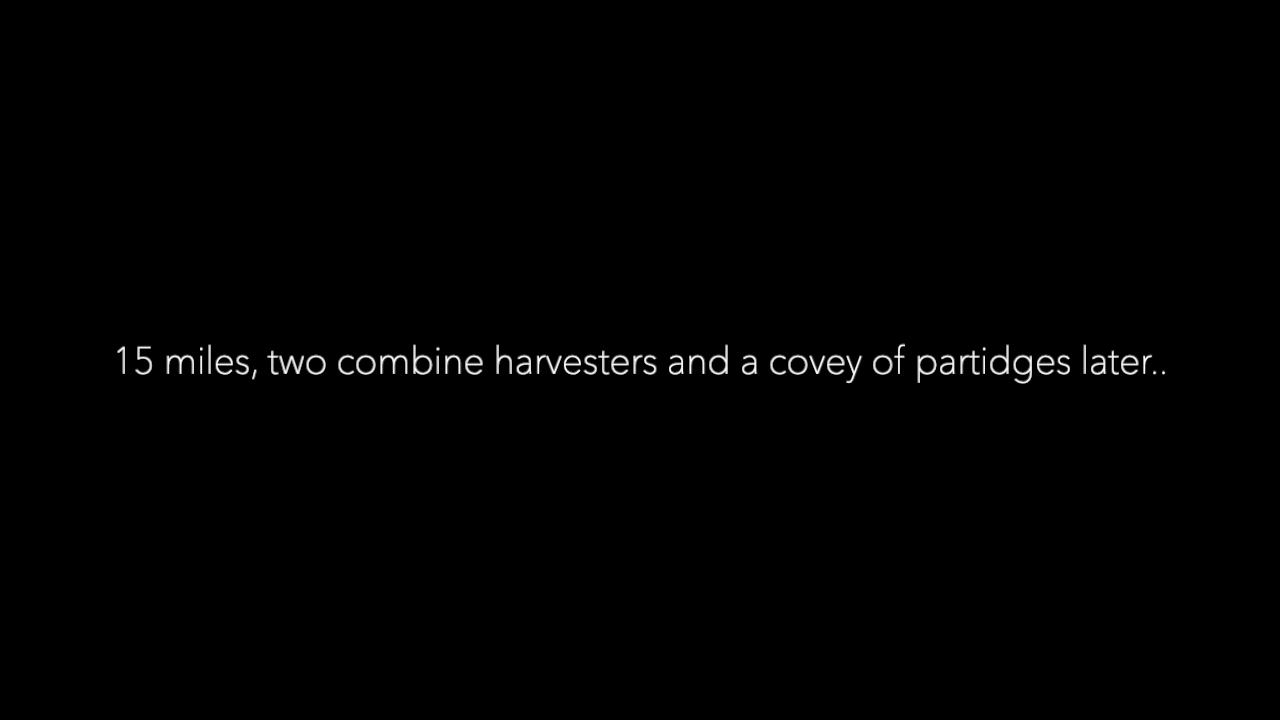 15 miles, two combine harvesters and a covey of partidges later..